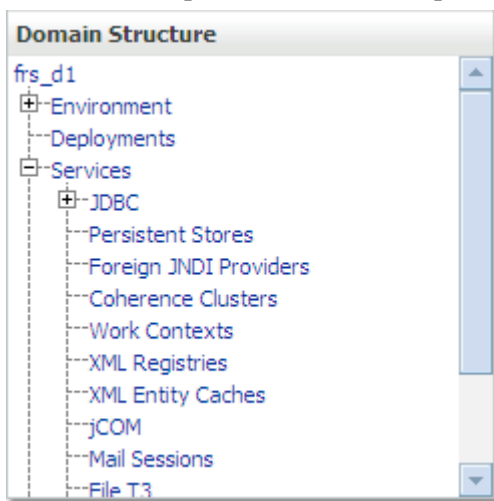 Domain Structure
frs_d1
Environment
Deployments
Services
JDBC
Persistent Stores
Foreign JNDI Providers
Coherence Clusters
Work Contexts
XML Registries
XML Entity Caches
jCOM
Mail Sessions
File T3